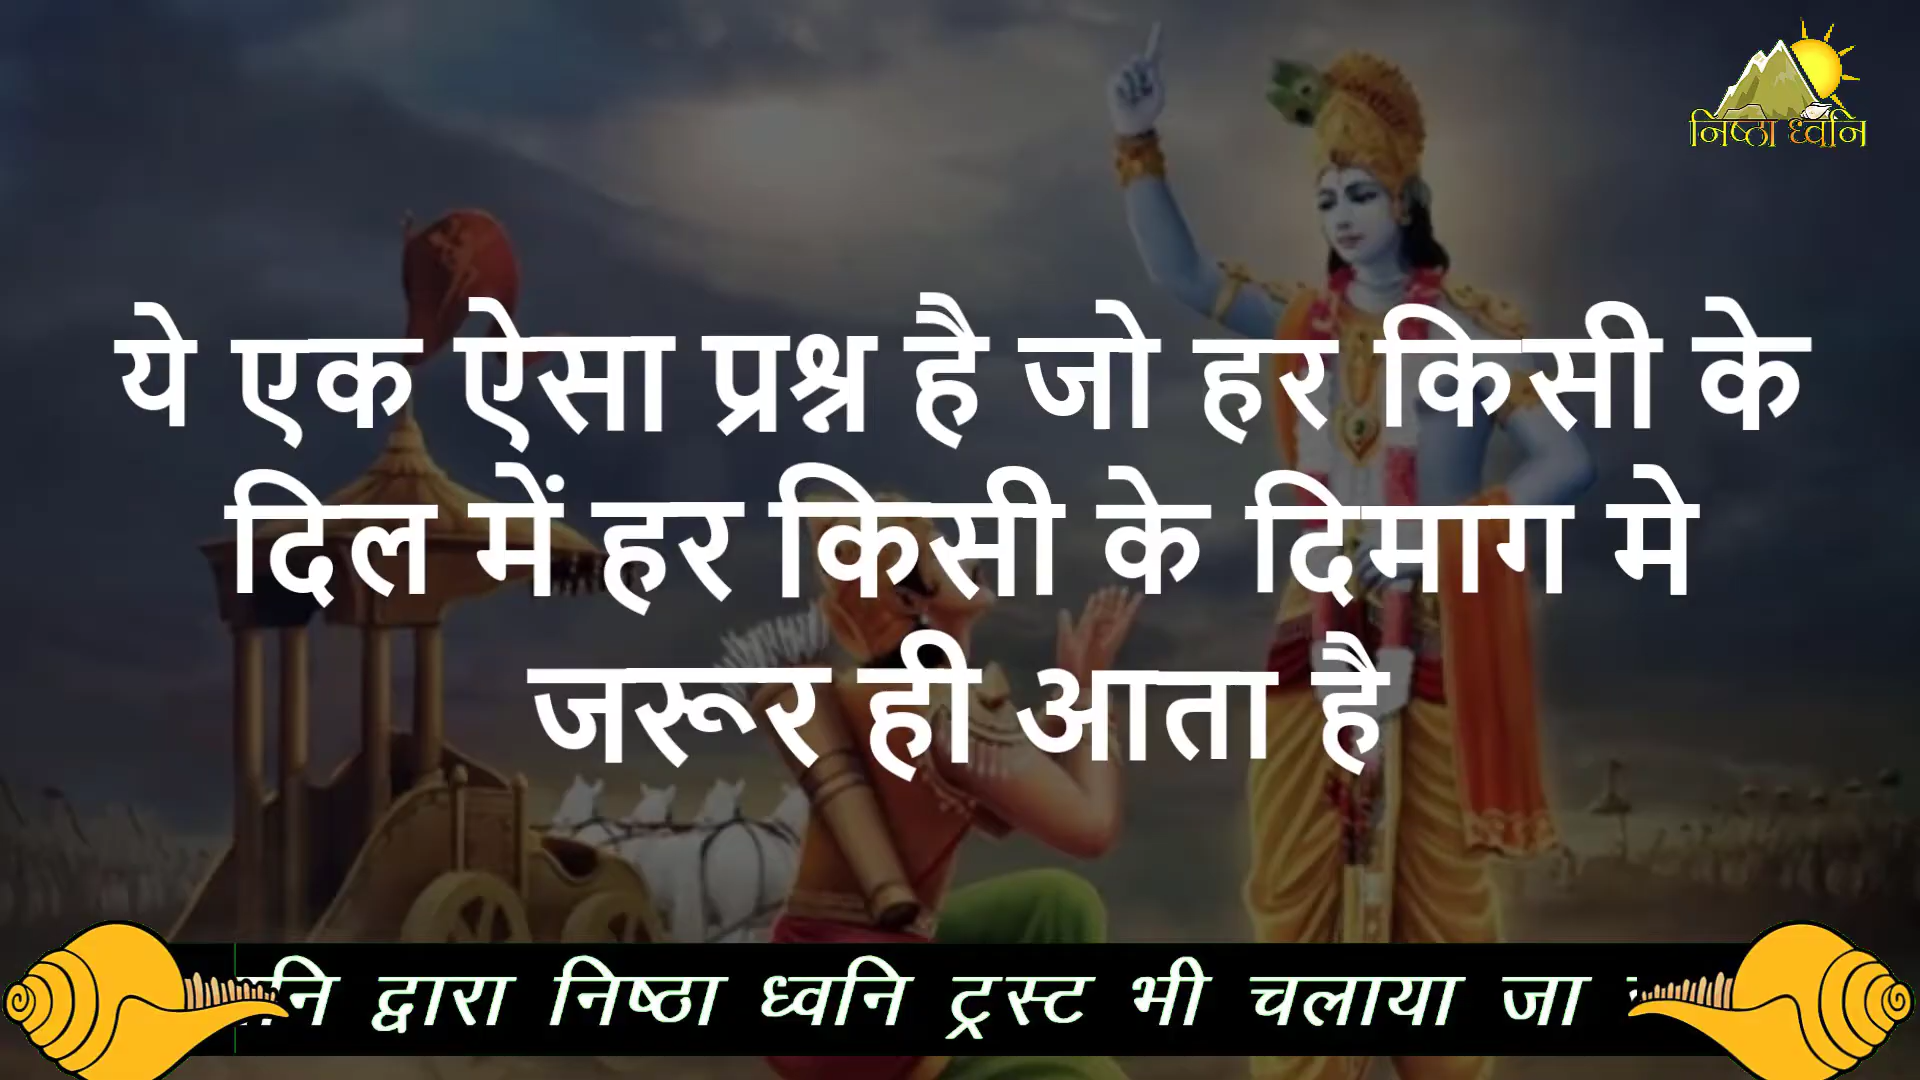 निष्ठा ध्वनि
ये एक ऐसा प्रश्न है जो हर किसी के
दिल में हर किसी के दिमाग मे
जरूर ही आता है
द्वारा निष्ठा ध्वनि ट्रस्ट भी चलाया जा